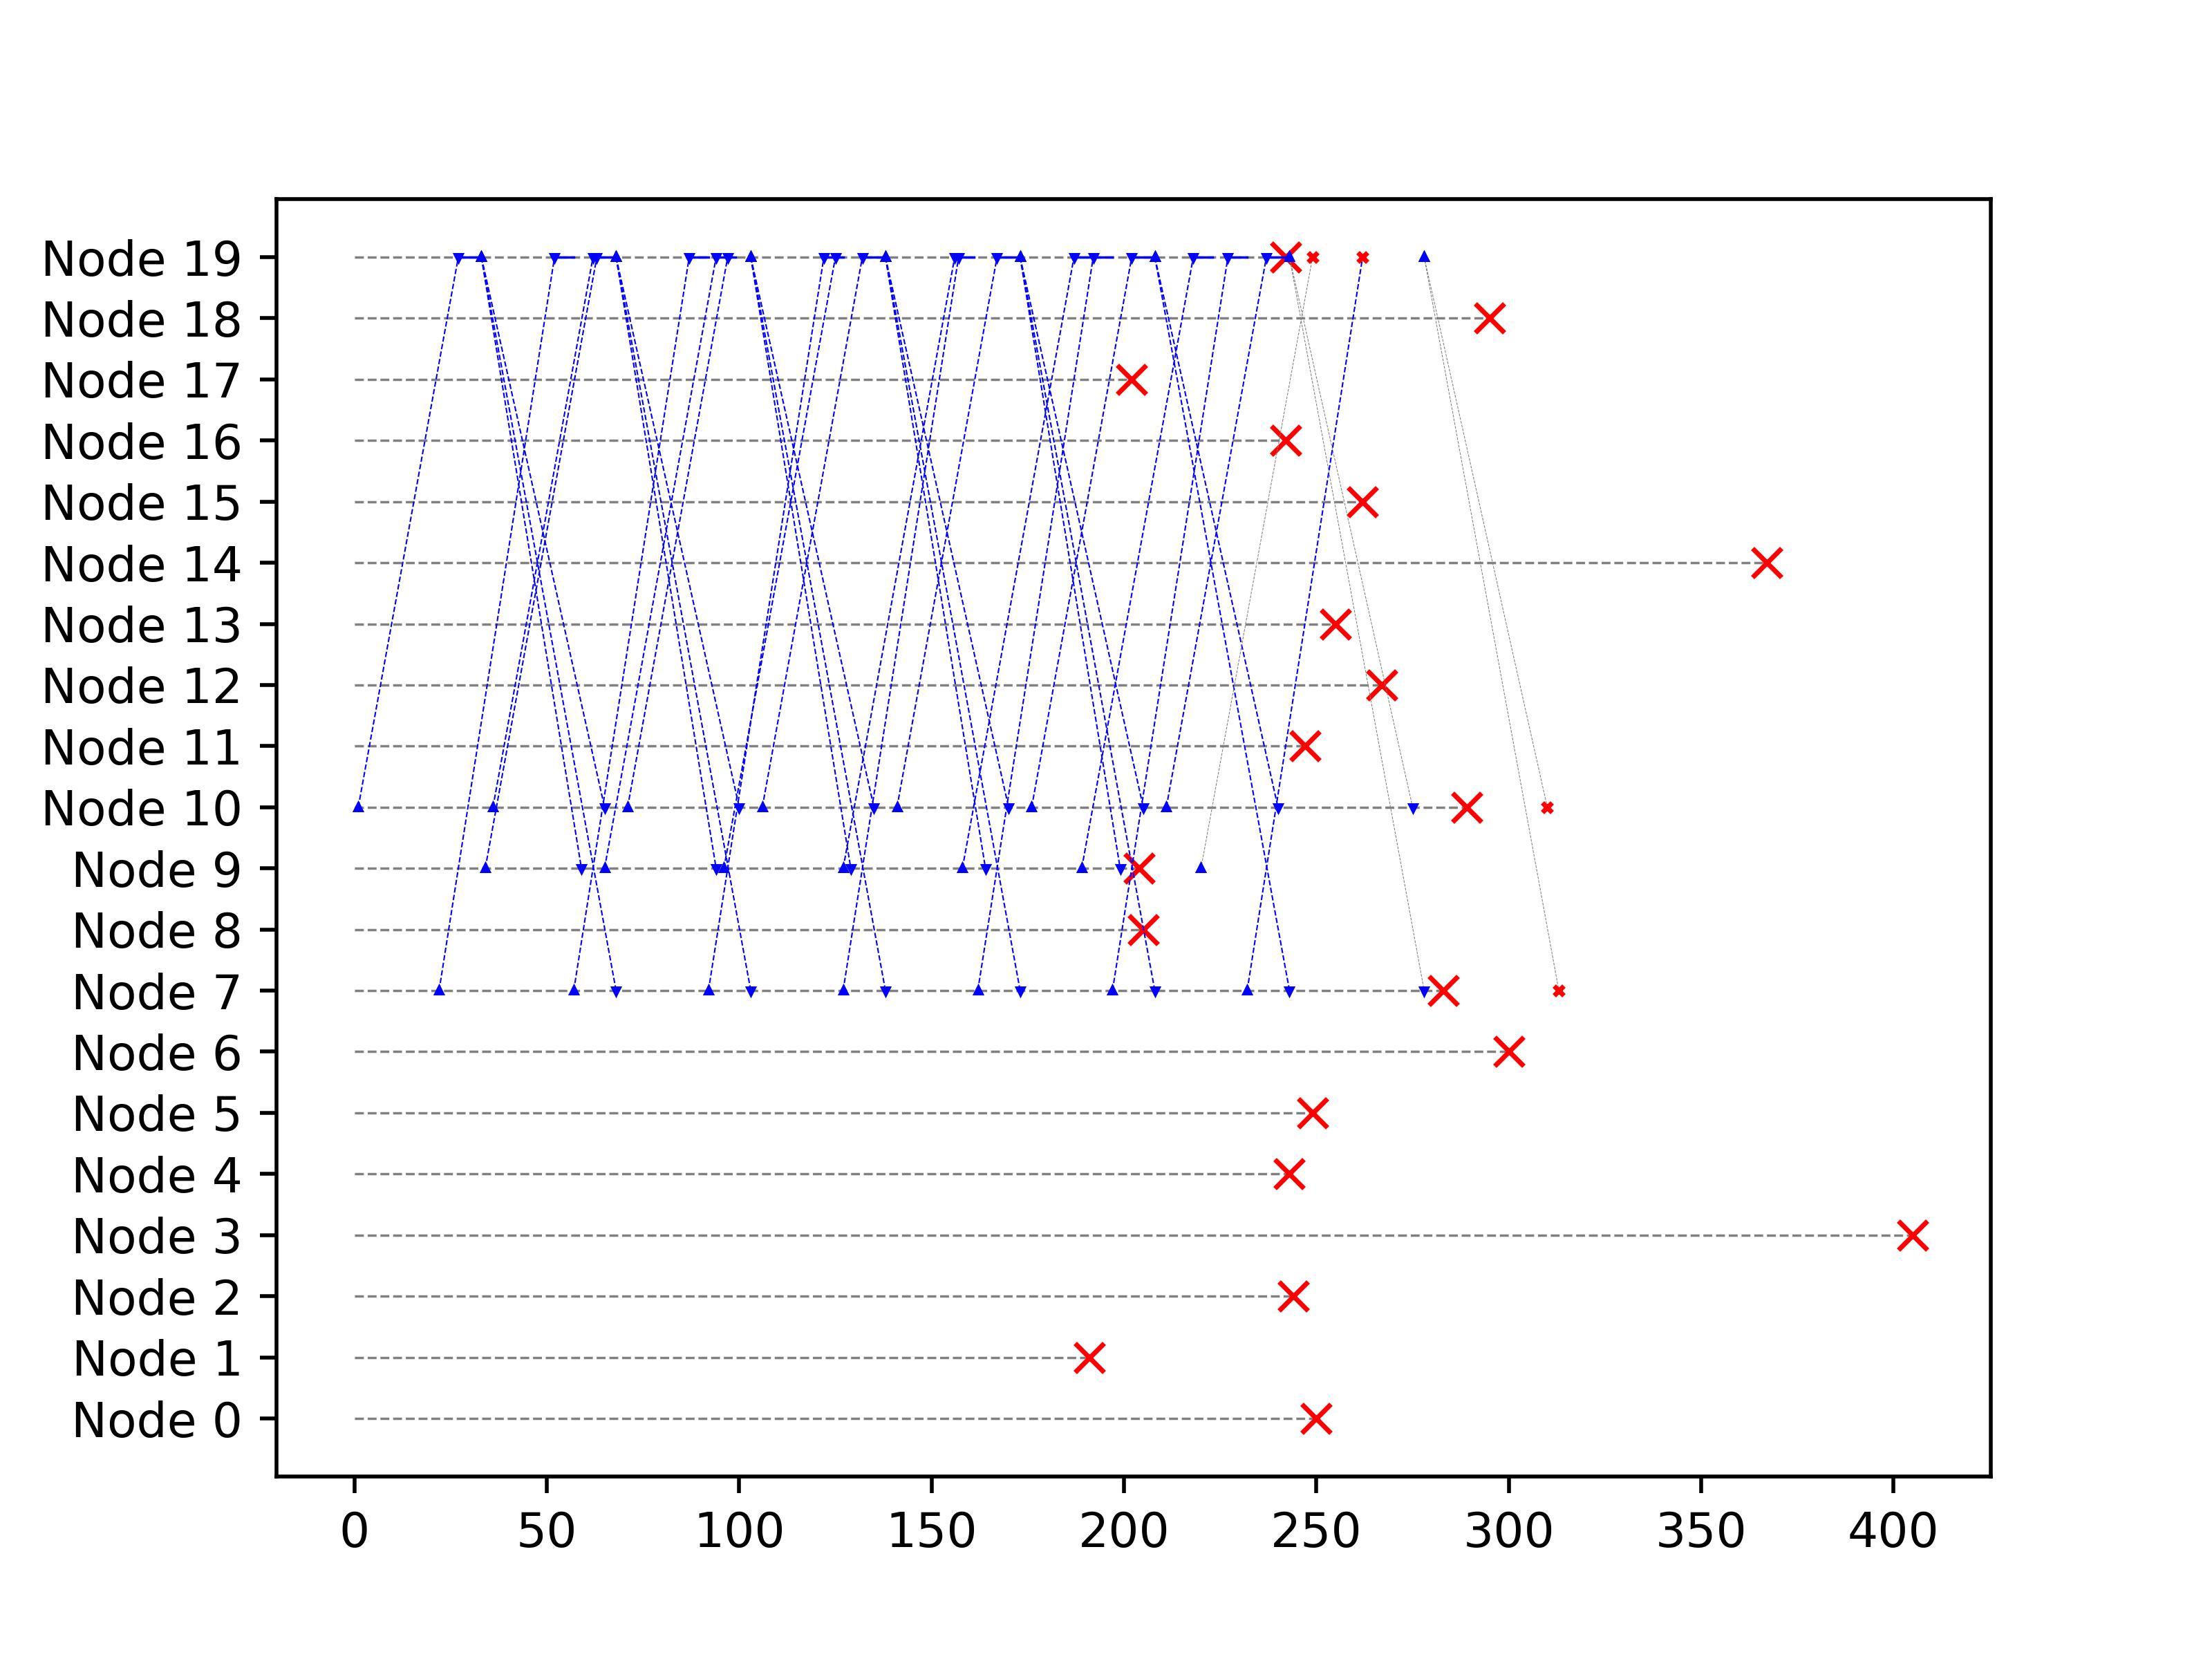 Node 19
Node 18
Node 17
Node 16
Node 15
Node 14
Node 13
Node 12
Node 11
Node 10
Node 9
Node 8
Node 7
Node 6
Node 5
Node 4
Node 3
Node 2
Node 1
Node 0
0 50 100 150 200 250 300 350 400